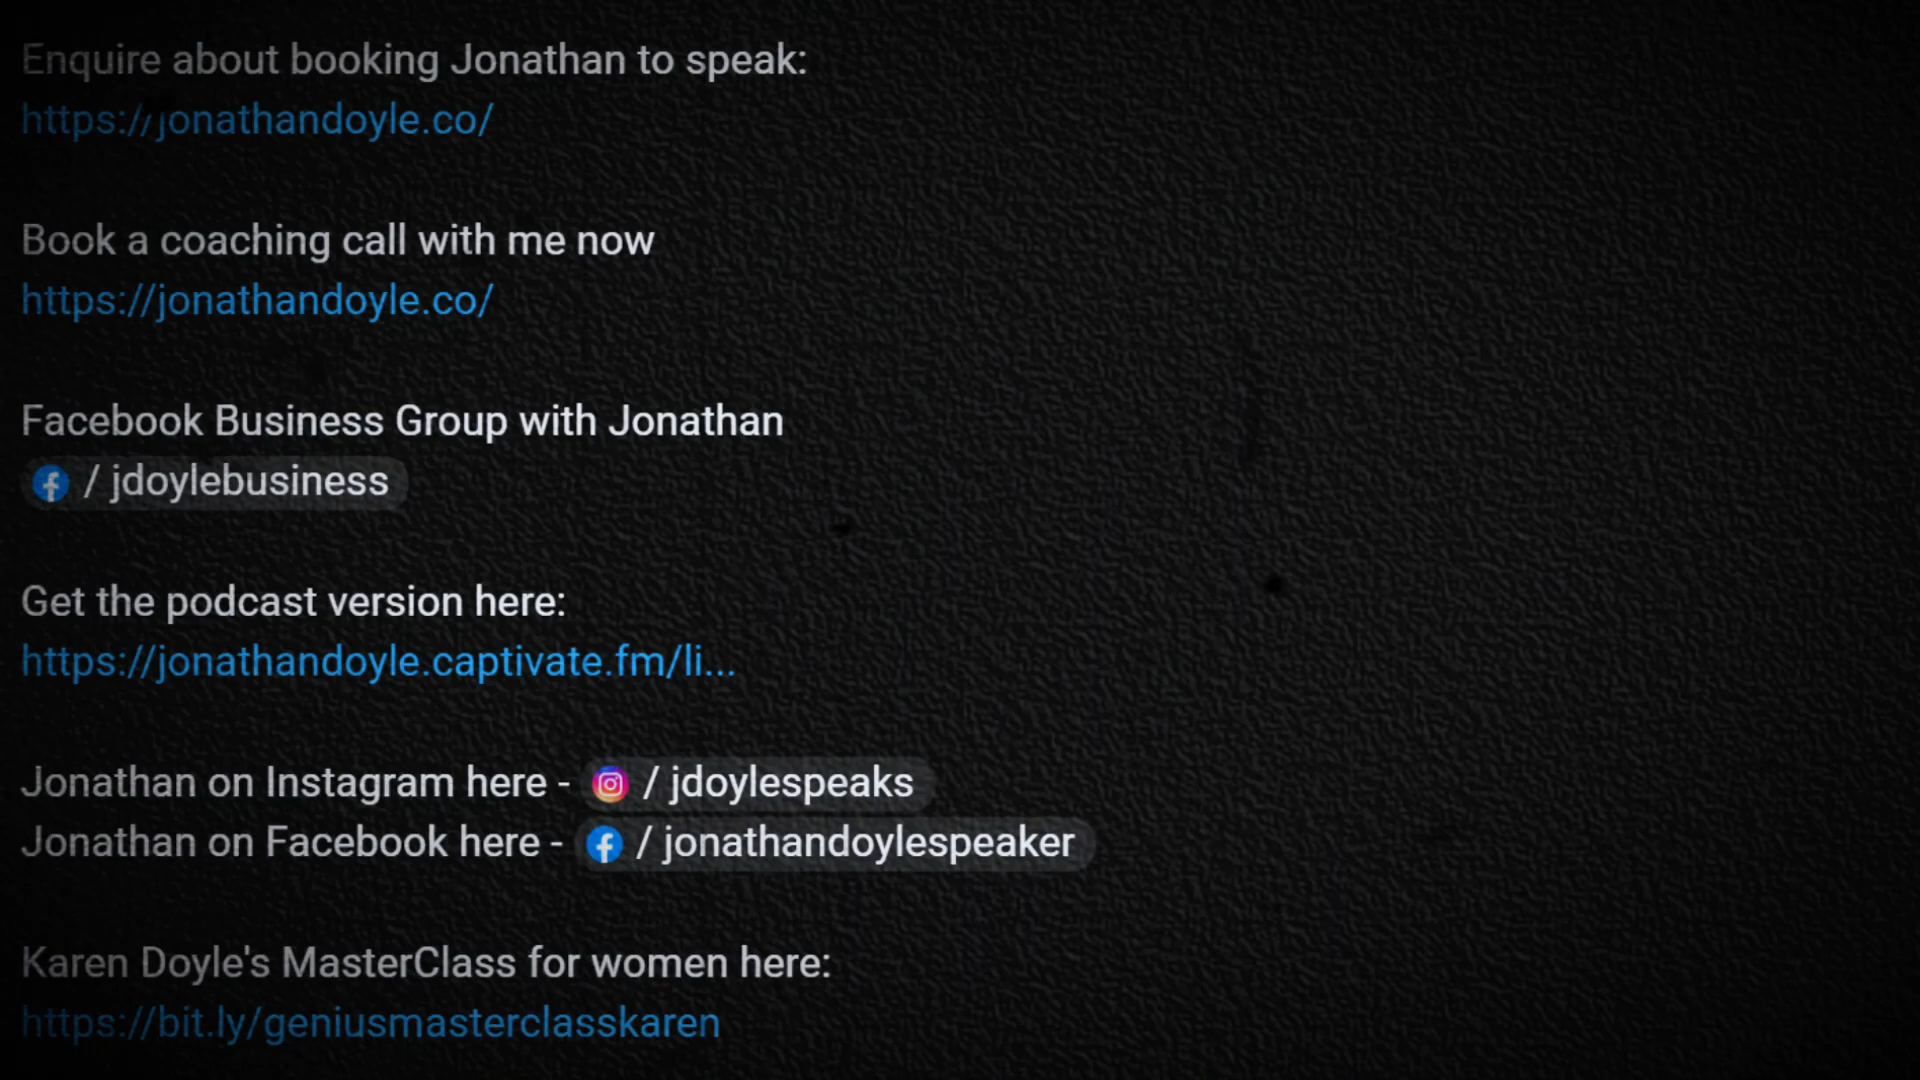 Enquire about booking Jonathan to speak:
https://jonathandoyle.co/
Book a coaching call with me now
https://jonathandoyle.co/
Facebook Business Group with Jonathan
/ jdoylebusiness
Get the podcast version here:
https://jonathandoyle.captivate.fm/li...
Jonathan on Instagram here - / jdoylespeaks
Jonathan on Facebook here - / jonathandoylespeaker
Karen Doyle's MasterClass for women here:
https://bit.ly/geniusmasterclasskaren